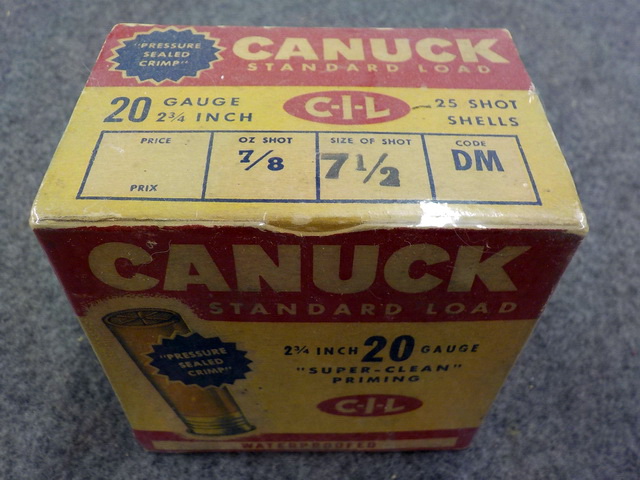 "PRESSURE
SEALED
CRIMP"
CANUCK
STANDARD LOAD
20 GAUGE
2¾ INCH
C-I-L
25 SHOT
SHELLS
PRICE
PRIX
OZ SHOT
7/8
SIZE OF SHOT
7 1/2
CODE
DM
CANUCK
STANDARD LOAD
"PRESSURE
SEALED
CRIMP"
2¾ INCH 20 GAUGE
"SUPER-CLEAN"
PRIMING
C-I-L
WATERPROOFED